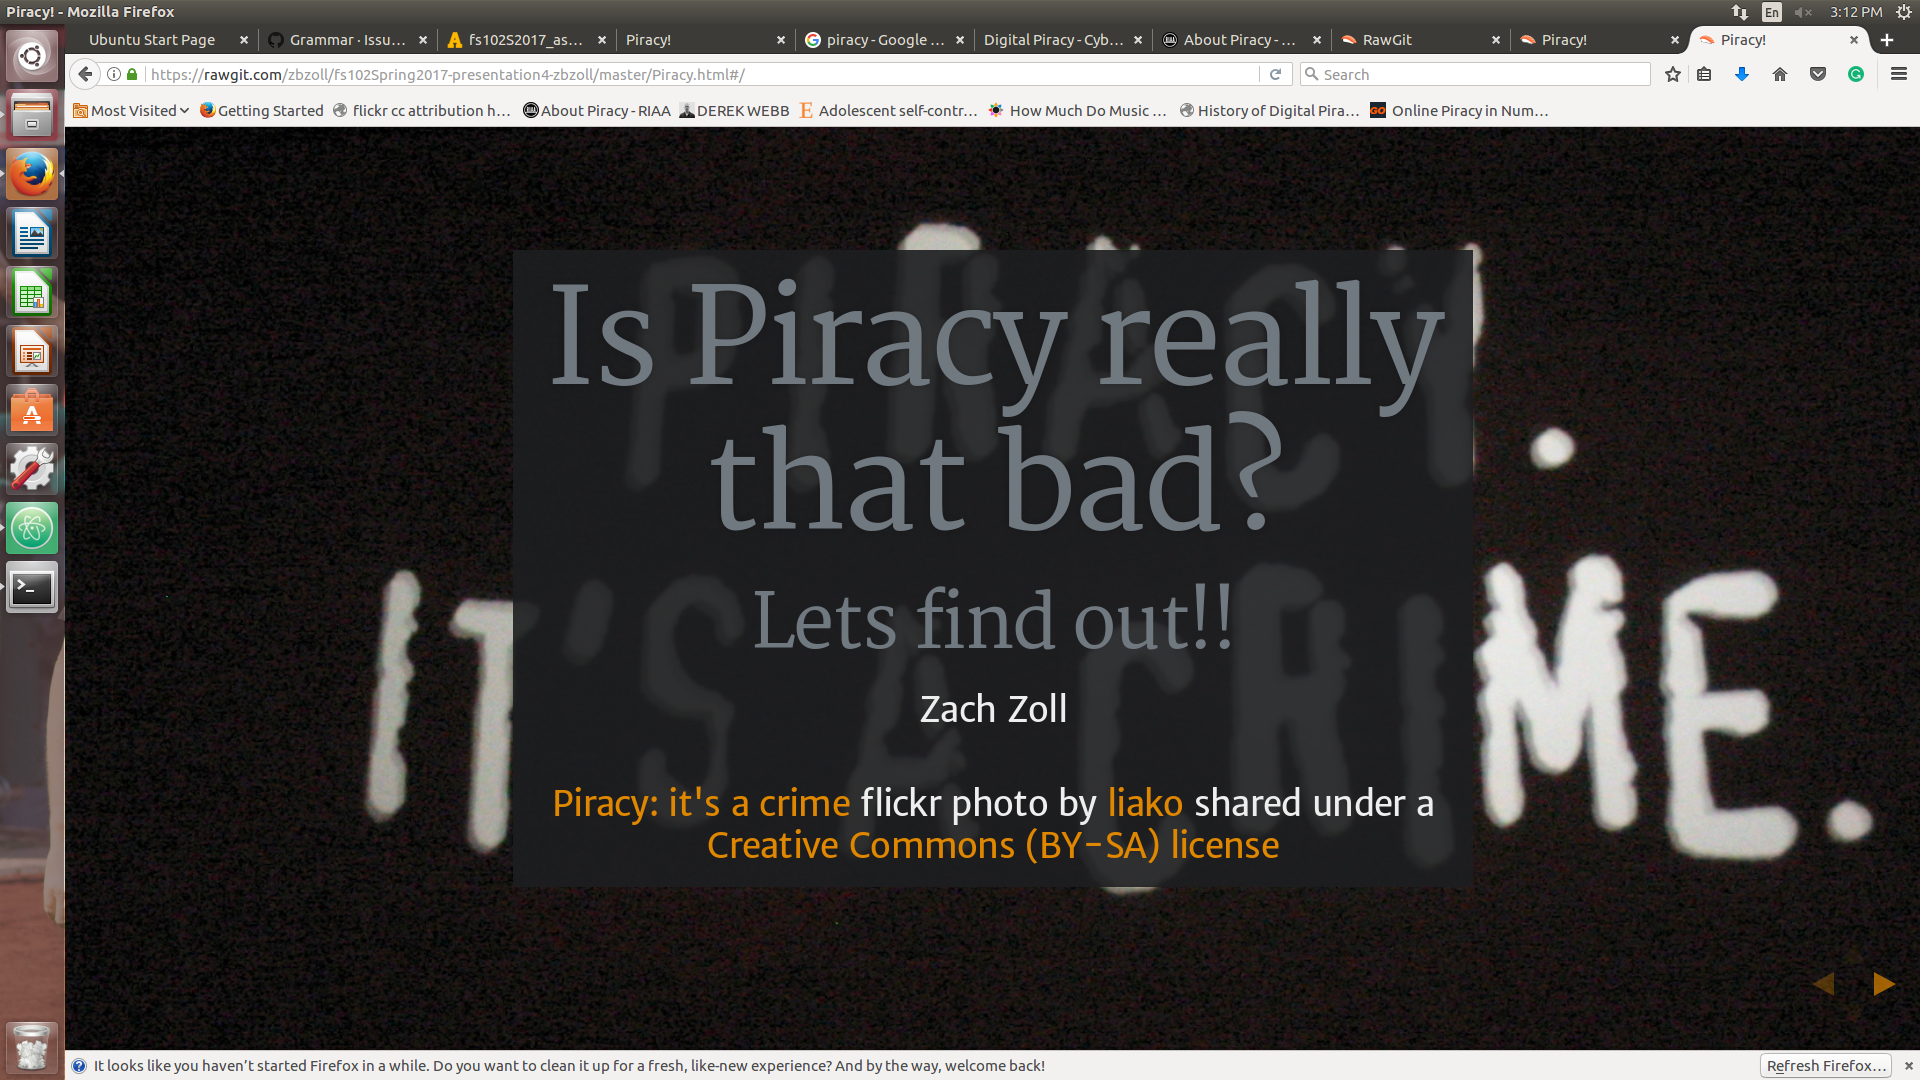 Piracy! - Mozilla Firefox
En
3:12 PM
Ubuntu Start Page
Grammar · Issu...
fs102S2017_as...
Piracy!
piracy - Google ...
Digital Piracy - Cyb...
About Piracy - ...
RawGit
Piracy!
Piracy!
https://rawgit.com/zbzoll/fs102Spring2017-presentation4-zbzoll/master/Piracy.html#/
Search
Most Visited
Getting Started
flickr cc attribution h...
About Piracy - RIAA
DEREK WEBB
Adolescent self-contr...
How Much Do Music ...
History of Digital Pira...
GO
Online Piracy in Num...
PIRACY.
IT'S A CRIME.
Is Piracy really
that bad?
Lets find out!!
Zach Zoll
Piracy: it's a crime flickr photo by liako shared under a
Creative Commons (BY-SA) license
It looks like you haven't started Firefox in a while. Do you want to clean it up for a fresh, like-new experience? And by the way, welcome back!
Refresh Firefox...